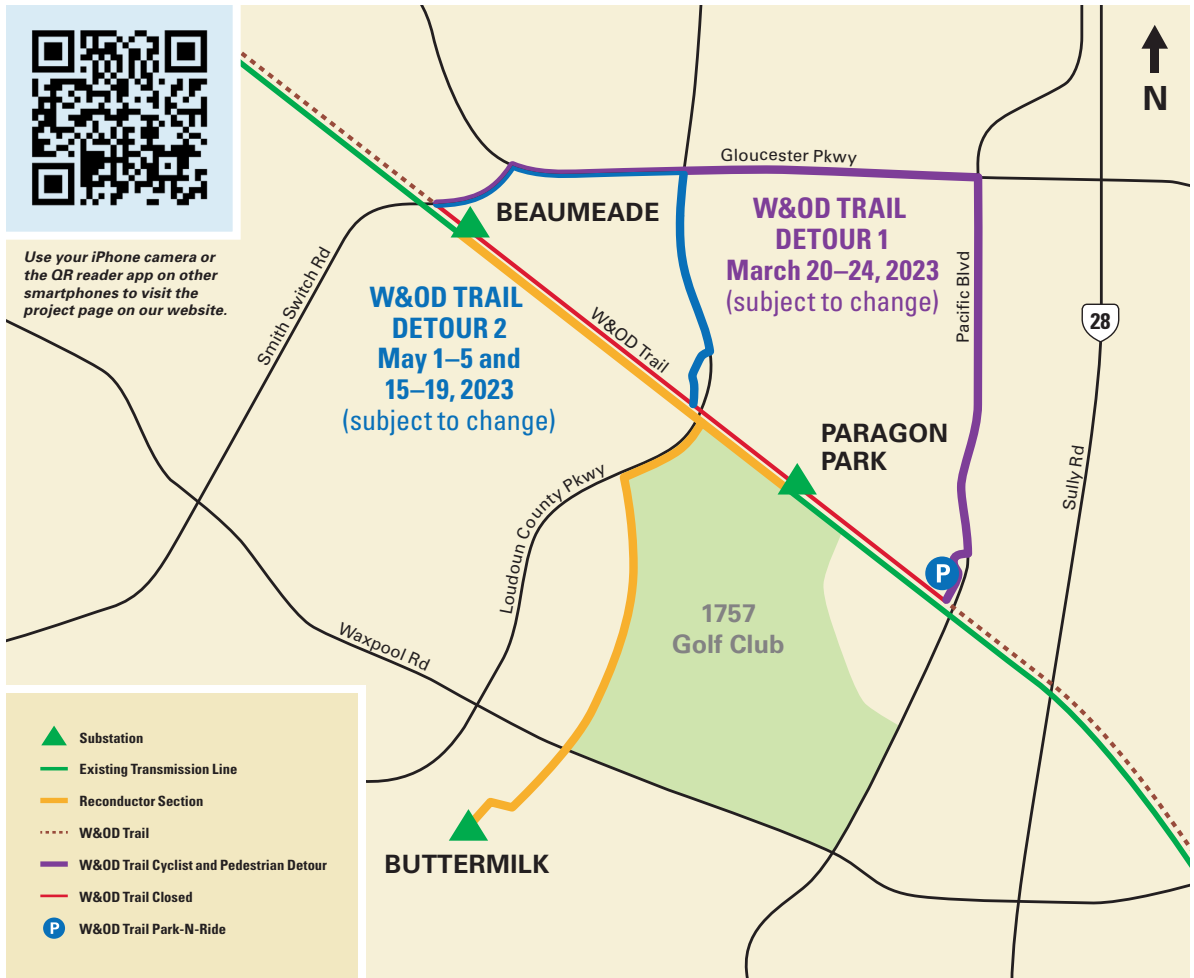 Use your iPhone camera or
the QR reader app on other
smartphones to visit the
project page on our website.
N
Gloucester Pkwy
BEAUMEADE
W&OD TRAIL
DETOUR 1
March 20–24, 2023
(subject to change)
Pacific Blvd
28
Smith Switch Rd
W&OD TRAIL
DETOUR 2
May 1–5 and
15–19, 2023
(subject to change)
W&OD Trail
PARAGON
PARK
Sully Rd
Loudoun County Pkwy
P
1757
Golf Club
Waxpool Rd
BUTTERMILK
Substation
Existing Transmission Line
Reconductor Section
W&OD Trail
W&OD Trail Cyclist and Pedestrian Detour
W&OD Trail Closed
P W&OD Trail Park-N-Ride